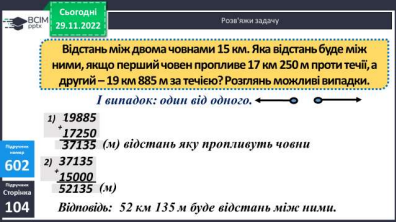 Сьогодні
29.11.2022
ВСІМ
pptx
Розв'яжи задачу
Відстань між двома човнами 15 км. Яка відстань буде між
ними, якщо перший човен пропливе 17 км 250 м проти течії, а
другий – 19 км 885 м за течією? Розглянь можливі випадки.
І випадок: один від одного.
1) 19885
+
17250
37135 (м) відстань яку пропливуть човни
2) 37135
+
15000
52135 (м)
Відповідь: 52 км 135 м буде відстань між ними.
Підручник
номер
602
Підручник
Сторінка
104